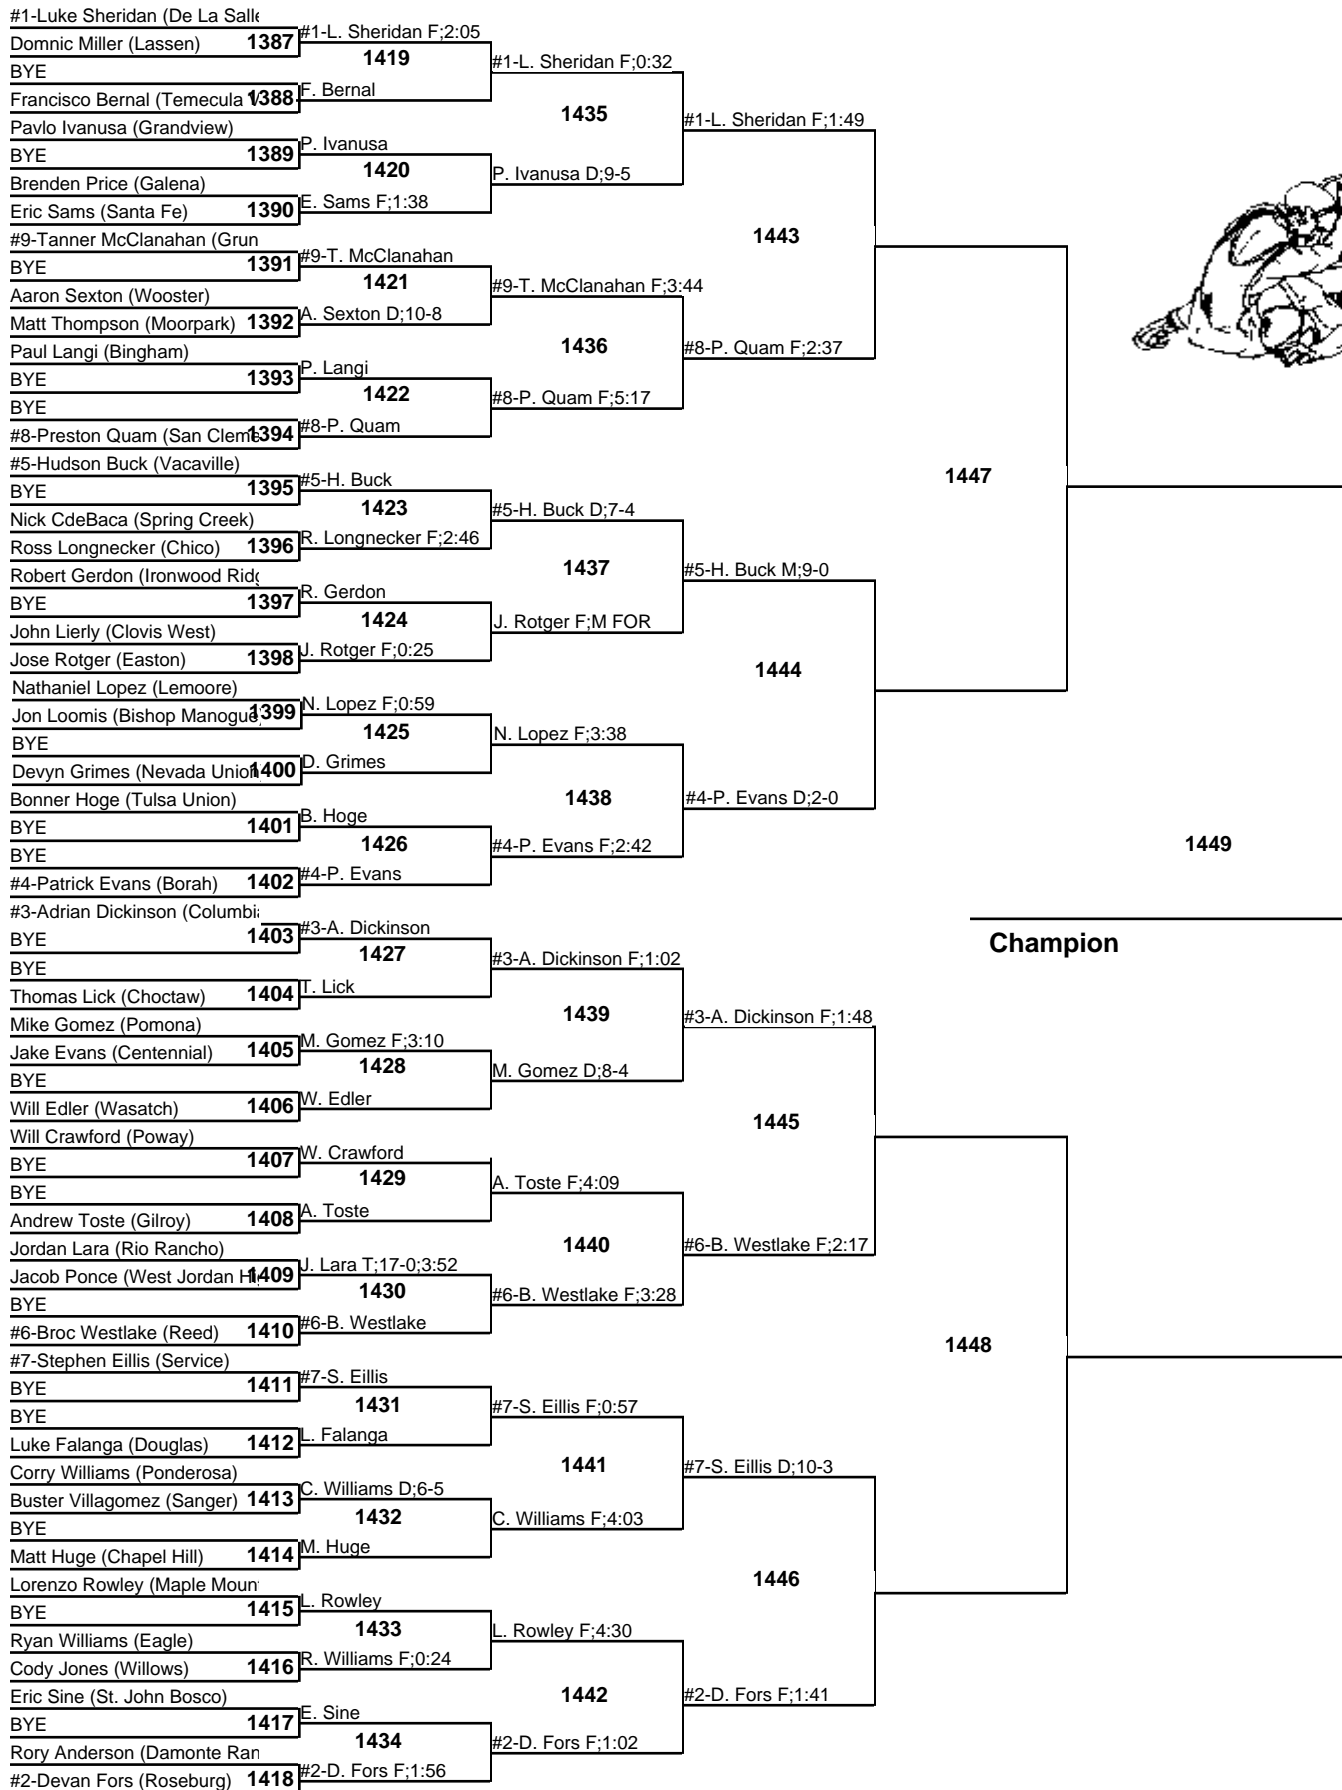 #1-Luke Sheridan (De La Salle
Domnic Miller (Lassen) 1387
BYE
Francisco Bernal (Temecula 1388
Pavlo Ivanusa (Grandview)
BYE 1389
Brenden Price (Galena)
Eric Sams (Santa Fe) 1390
#9-Tanner McClanahan (Grun
BYE 1391
Aaron Sexton (Wooster)
Matt Thompson (Moorpark) 1392
Paul Langi (Bingham)
BYE 1393
BYE
#8-Preston Quam (San Cleme 1394
#5-Hudson Buck (Vacaville)
BYE 1395
Nick CdeBaca (Spring Creek)
Ross Longnecker (Chico) 1396
Robert Gerdon (Ironwood Ridg
BYE 1397
John Lierly (Clovis West)
Jose Rotger (Easton) 1398
Nathaniel Lopez (Lemoore)
Jon Loomis (Bishop Manogue 1399
BYE
Devyn Grimes (Nevada Union 1400
Bonner Hoge (Tulsa Union)
BYE 1401
BYE
#4-Patrick Evans (Borah) 1402
#3-Adrian Dickinson (Columbia
BYE 1403
BYE
Thomas Lick (Choctaw) 1404
Mike Gomez (Pomona)
Jake Evans (Centennial) 1405
BYE
Will Edler (Wasatch) 1406
Will Crawford (Poway)
BYE 1407
BYE
Andrew Toste (Gilroy) 1408
Jordan Lara (Rio Rancho)
Jacob Ponce (West Jordan Hi 1409
BYE
#6-Broc Westlake (Reed) 1410
#7-Stephen Eillis (Service)
BYE 1411
BYE
Luke Falanga (Douglas) 1412
Corry Williams (Ponderosa)
Buster Villagomez (Sanger) 1413
BYE
Matt Huge (Chapel Hill) 1414
Lorenzo Rowley (Maple Moun
BYE 1415
Ryan Williams (Eagle)
Cody Jones (Willows) 1416
Eric Sine (St. John Bosco)
BYE 1417
Rory Anderson (Damonte Ran
#2-Devan Fors (Roseburg) 1418
#1-L. Sheridan F;2:05
1419
F. Bernal
P. Ivanusa
1420
E. Sams F;1:38
#9-T. McClanahan
1421
A. Sexton D;10-8
P. Langi
1422
#8-P. Quam
#5-H. Buck
1423
R. Longnecker F;2:46
R. Gerdon
1424
J. Rotger F;0:25
N. Lopez F;0:59
1425
D. Grimes
B. Hoge
1426
#4-P. Evans
#3-A. Dickinson
1427
T. Lick
M. Gomez F;3:10
1428
W. Edler
W. Crawford
1429
A. Toste
J. Lara T;17-0;3:52
1430
#6-B. Westlake
#7-S. Eillis
1431
L. Falanga
C. Williams D;6-5
1432
M. Huge
L. Rowley
1433
R. Williams F;0:24
E. Sine
1434
#2-D. Fors F;1:56
#1-L. Sheridan F;0:32
1435
P. Ivanusa D;9-5
#9-T. McClanahan F;3:44
1436
#8-P. Quam F;5:17
#5-H. Buck D;7-4
1437
J. Rotger F;M FOR
N. Lopez F;3:38
1438
#4-P. Evans F;2:42
#3-A. Dickinson F;1:02
1439
M. Gomez D;8-4
A. Toste F;4:09
1440
#6-B. Westlake F;3:28
#7-S. Eillis F;0:57
1441
C. Williams F;4:03
L. Rowley F;4:30
1442
#2-D. Fors F;1:02
#1-L. Sheridan F;1:49
1443
#8-P. Quam F;2:37
#5-H. Buck M;9-0
1444
#4-P. Evans D;2-0
#3-A. Dickinson F;1:48
1445
#6-B. Westlake F;2:17
#7-S. Eillis D;10-3
1446
#2-D. Fors F;1:41
1447
1448
1449
Champion